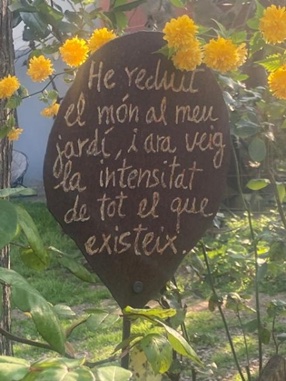 He reduït
el món al meu
jardí, i ara veig
la intensitat
de tot el que
existeix.